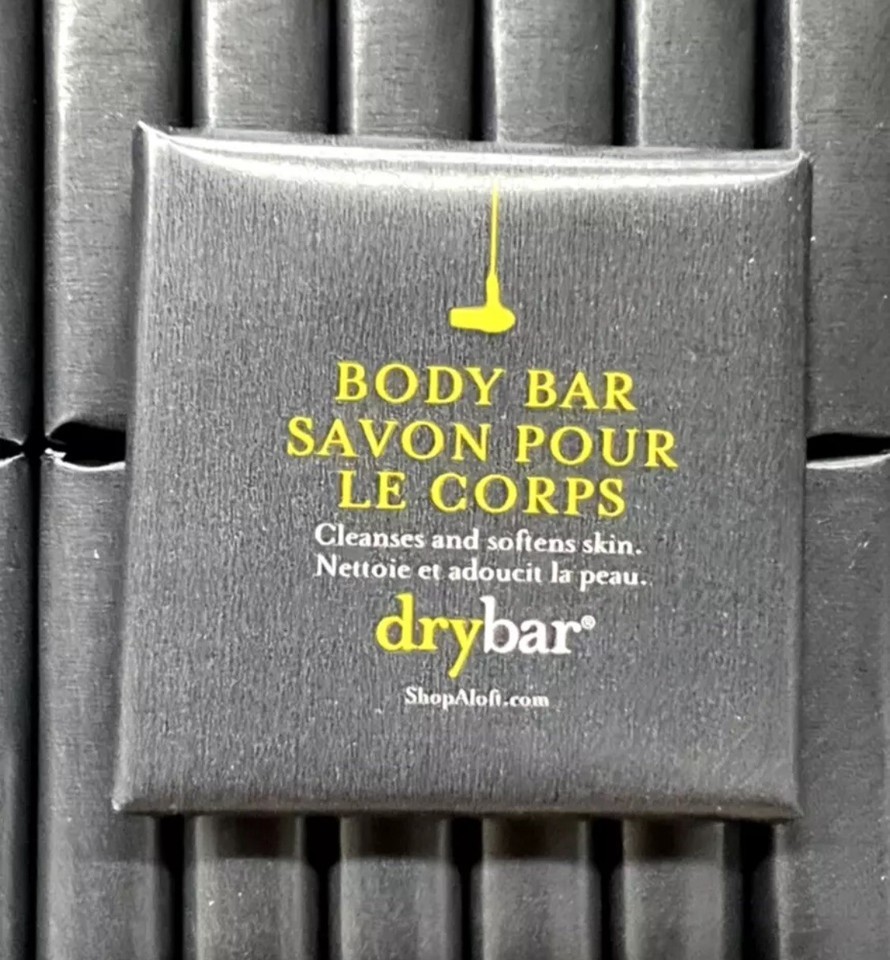 BODY BAR
SAVON POUR
LE CORPS
Cleanses and softens skin.
Nettoie et adoucit la peau.
drybar®
ShopAloft.com